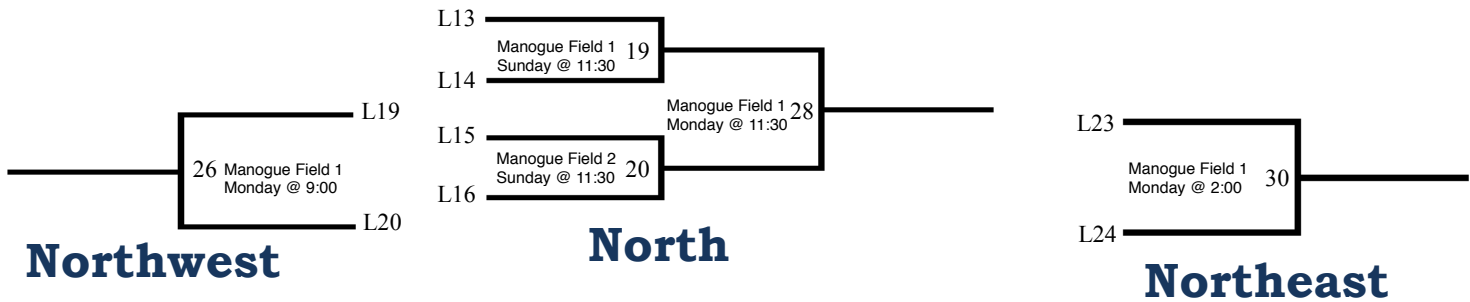 L19
26
Manogue Field 1
Monday @ 9:00
L20
Northwest
L13
Manogue Field 1
Sunday @ 11:30
19
L14
Manogue Field 1
Monday @ 11:30
28
L15
Manogue Field 2
Sunday @ 11:30
20
L16
North
L23
Manogue Field 1
Monday @ 2:00
30
L24
Northeast